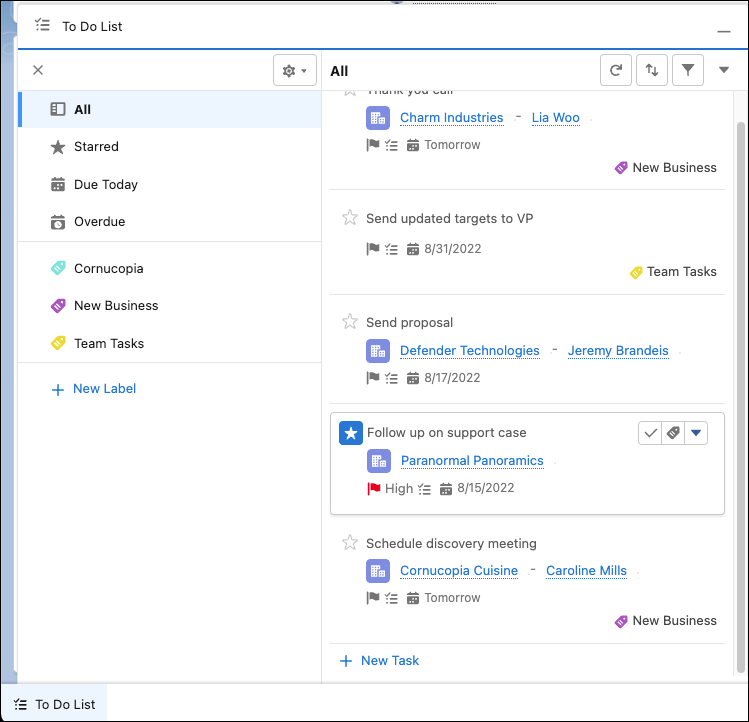 To Do List
All
All
Starred
Due Today
Overdue
Cornucopia
New Business
Team Tasks
New Label
Thank you call
Charm Industries - Lia Woo
Tomorrow
New Business
Send updated targets to VP
8/31/2022
Team Tasks
Send proposal
Defender Technologies - Jeremy Brandeis
8/17/2022
Follow up on support case
Paranormal Panoramics
High 8/15/2022
Schedule discovery meeting
Cornucopia Cuisine - Caroline Mills
Tomorrow
New Business
New Task
To Do List